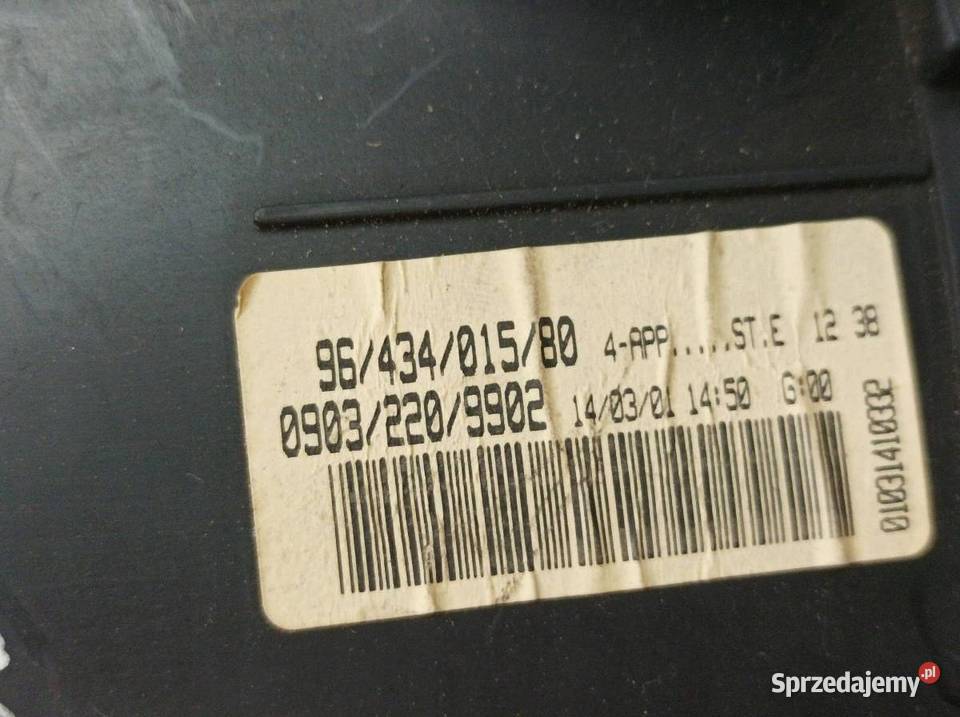 96/434/015/80 4-APP.....ST.E 12 38
0903/220/9902 14/03/01 14:50 G:00
0103141410332
Sprzedajemy.pl